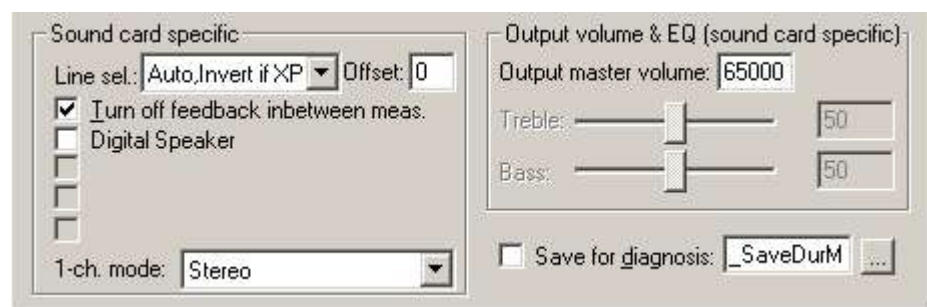 Sound card specific
Line sel.: Auto,Invert if XP Offset: 0
Turn off feedback inbetween meas.
Digital Speaker
1-ch. mode: Stereo
Output volume & EQ (sound card specific)
Output master volume: 65000
Treble: 50
Bass: 50
Save for diagnosis: _SaveDurM ...